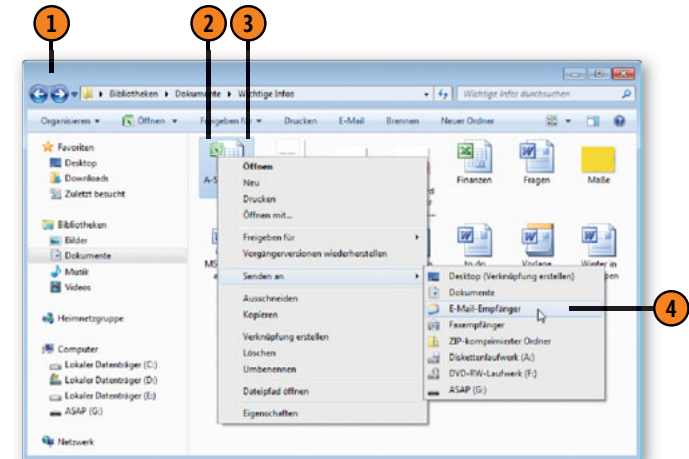 1 2 3
Bibliotheken Dokumente Wichtige Infos Wichtige Infos durchsuchen
Organisieren Öffnen Freigeben für Drucken E-Mail Brennen Neuer Ordner
Favoriten
Desktop
Downloads
Zuletzt besucht
Bibliotheken
Bilder
Dokumente
Musik
Videos
Heimnetzgruppe
Computer
Lokaler Datenträger (C:)
Lokaler Datenträger (D:)
Lokaler Datenträger (E:)
ASAP (G:)
Netzwerk
Finanzen Fragen Maße
to do Vorlage Winter in
Öffnen
Neu
Drucken
Öffnen mit...
Freigeben für
Vorgängerversionen wiederherstellen
Senden an
Ausschneiden
Kopieren
Verknüpfung erstellen
Löschen
Umbenennen
Dateipfad öffnen
Eigenschaften
Desktop (Verknüpfung erstellen)
Dokumente
E-Mail-Empfänger
Faxempfänger
ZIP-komprimierter Ordner
Diskettenlaufwerk (A:)
DVD-RW-Laufwerk (F:)
ASAP (G:)
4